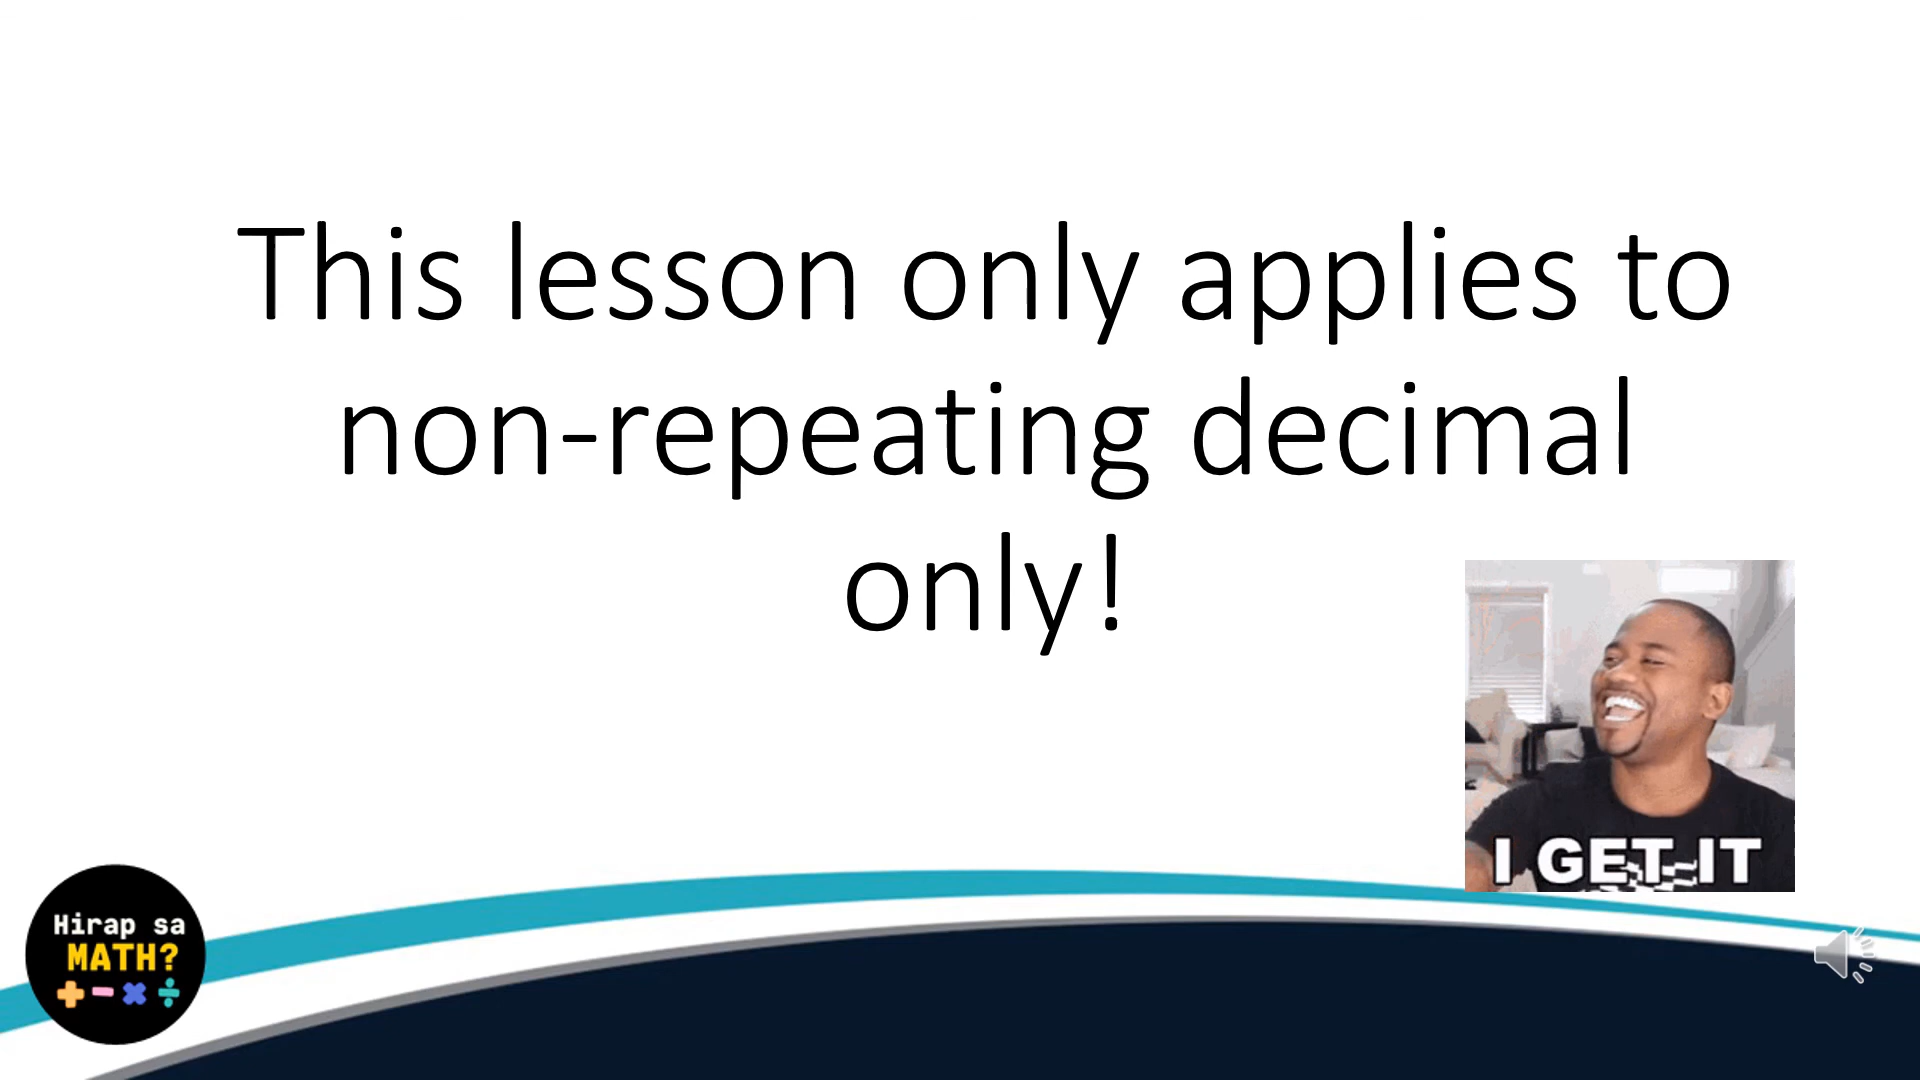 This lesson only applies to
non-repeating decimal
only!
I GET IT
Hirap sa
MATH?